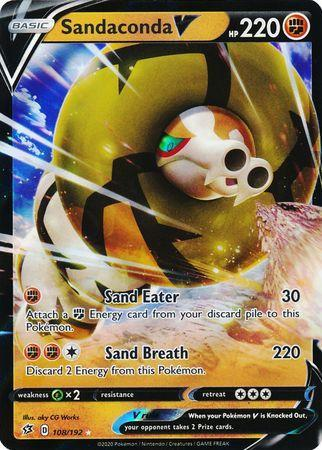 BASIC Sandaconda V HP 220
Sand Eater 30
Attach a Energy card from your discard pile to this
Pokémon.
Sand Breath 220
Discard 2 Energy from this Pokémon.
weakness ×2 resistance retreat
V rule When your Pokémon V is Knocked Out,
your opponent takes 2 Prize cards.
Illus. aky CG Works
D 108/192 ★
©2020 Pokémon / Nintendo / Creatures / GAME FREAK